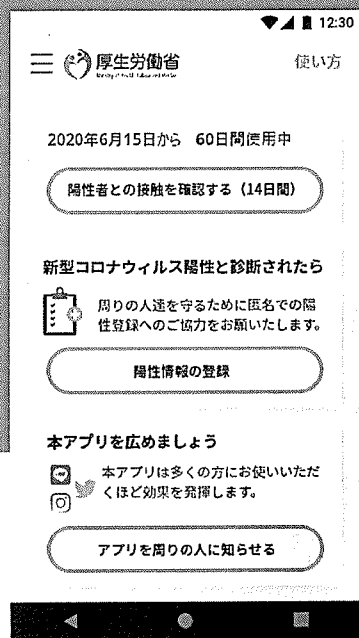 12:30
厚生労働省
使い方
2020年6月15日から 60日間使用中
陽性者との接触を確認する（14日間）
新型コロナウィルス陽性と診断されたら
周りの人達を守るために匿名での陽
性登録へのご協力をお願いいたします。
陽性情報の登録
本アプリを広めましょう
本アプリは多くの方にお使いいただ
くほど効果を発揮します。
アプリを周りの人に知らせる